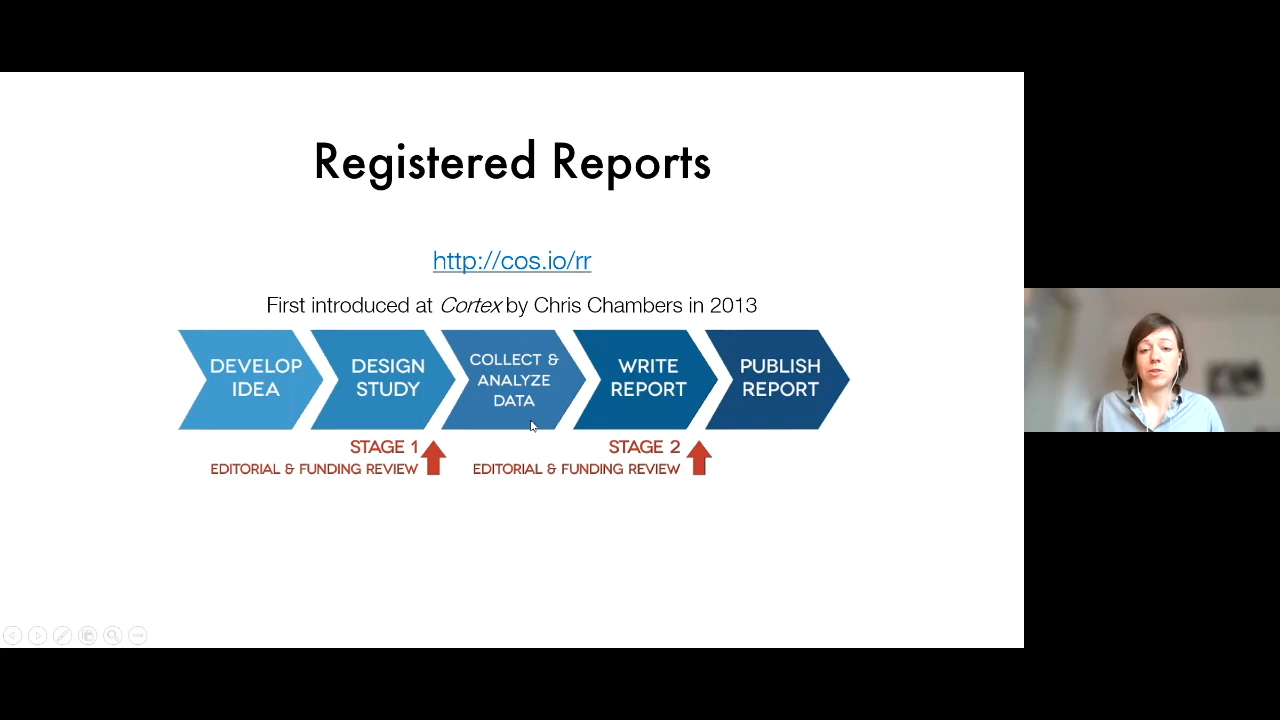 Registered Reports
http://cos.io/rr
First introduced at Cortex by Chris Chambers in 2013
DEVELOP
IDEA
DESIGN
STUDY
COLLECT &
ANALYZE
DATA
WRITE
REPORT
PUBLISH
REPORT
STAGE 1
EDITORIAL & FUNDING REVIEW
STAGE 2
EDITORIAL & FUNDING REVIEW